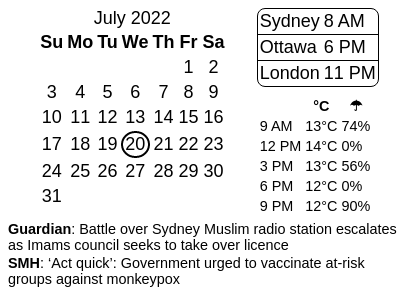 July 2022
Su Mo Tu We Th Fr Sa
1 2
3 4 5 6 7 8 9
10 11 12 13 14 15 16
17 18 19 20 21 22 23
24 25 26 27 28 29 30
31
Sydney 8 AM
Ottawa 6 PM
London 11 PM
°C ☂
9 AM 13°C 74%
12 PM 14°C 0%
3 PM 13°C 56%
6 PM 12°C 0%
9 PM 12°C 90%
Guardian: Battle over Sydney Muslim radio station escalates
as Imams council seeks to take over licence
SMH: ‘Act quick’: Government urged to vaccinate at-risk
groups against monkeypox